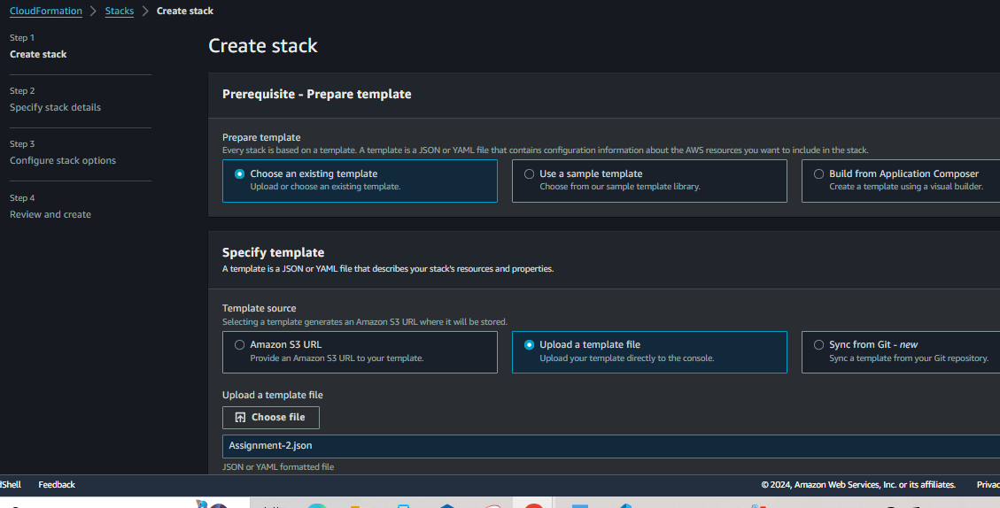 CloudFormation > Stacks > Create stack
Step 1
Create stack
Step 2
Specify stack details
Step 3
Configure stack options
Step 4
Review and create
Create stack
Prerequisite - Prepare template
Prepare template
Every stack is based on a template. A template is a JSON or YAML file that contains configuration information about the AWS resources you want to include in the stack.
Choose an existing template
Upload or choose an existing template.
Use a sample template
Choose from our sample template library.
Build from Application Composer
Create a template using a visual builder.
Specify template
A template is a JSON or YAML file that describes your stack's resources and properties.
Template source
Selecting a template generates an Amazon S3 URL where it will be stored.
Amazon S3 URL
Provide an Amazon S3 URL to your template.
Upload a template file
Upload your template directly to the console.
Sync from Git - new
Sync a template from your Git repository.
Upload a template file
Choose file
Assignment-2.json
JSON or YAML formatted file
dShell Feedback © 2024, Amazon Web Services, Inc. or its affiliates. Privac